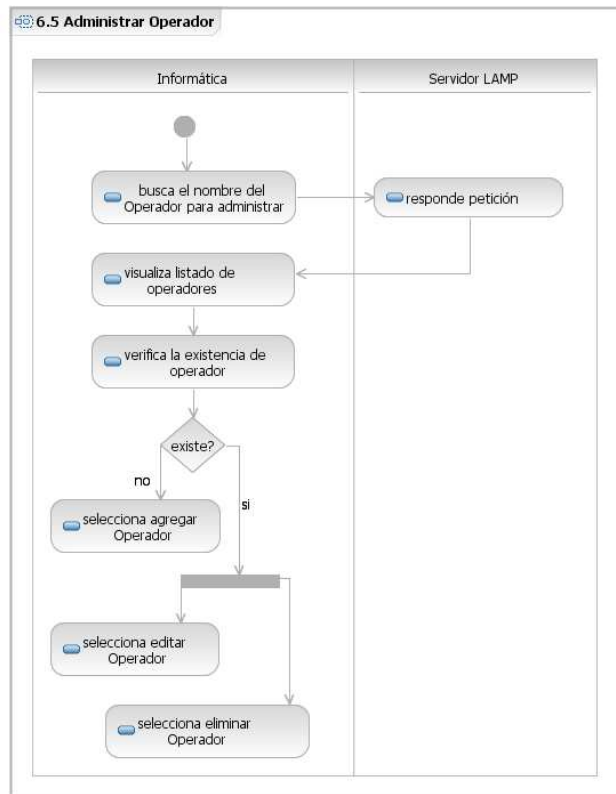 6.5 Administrar Operador
Informática
Servidor LAMP
busca el nombre del
Operador para administrar
responde petición
visualiza listado de
operadores
verifica la existencia de
operador
existe?
no
si
selecciona agregar
Operador
selecciona editar
Operador
selecciona eliminar
Operador